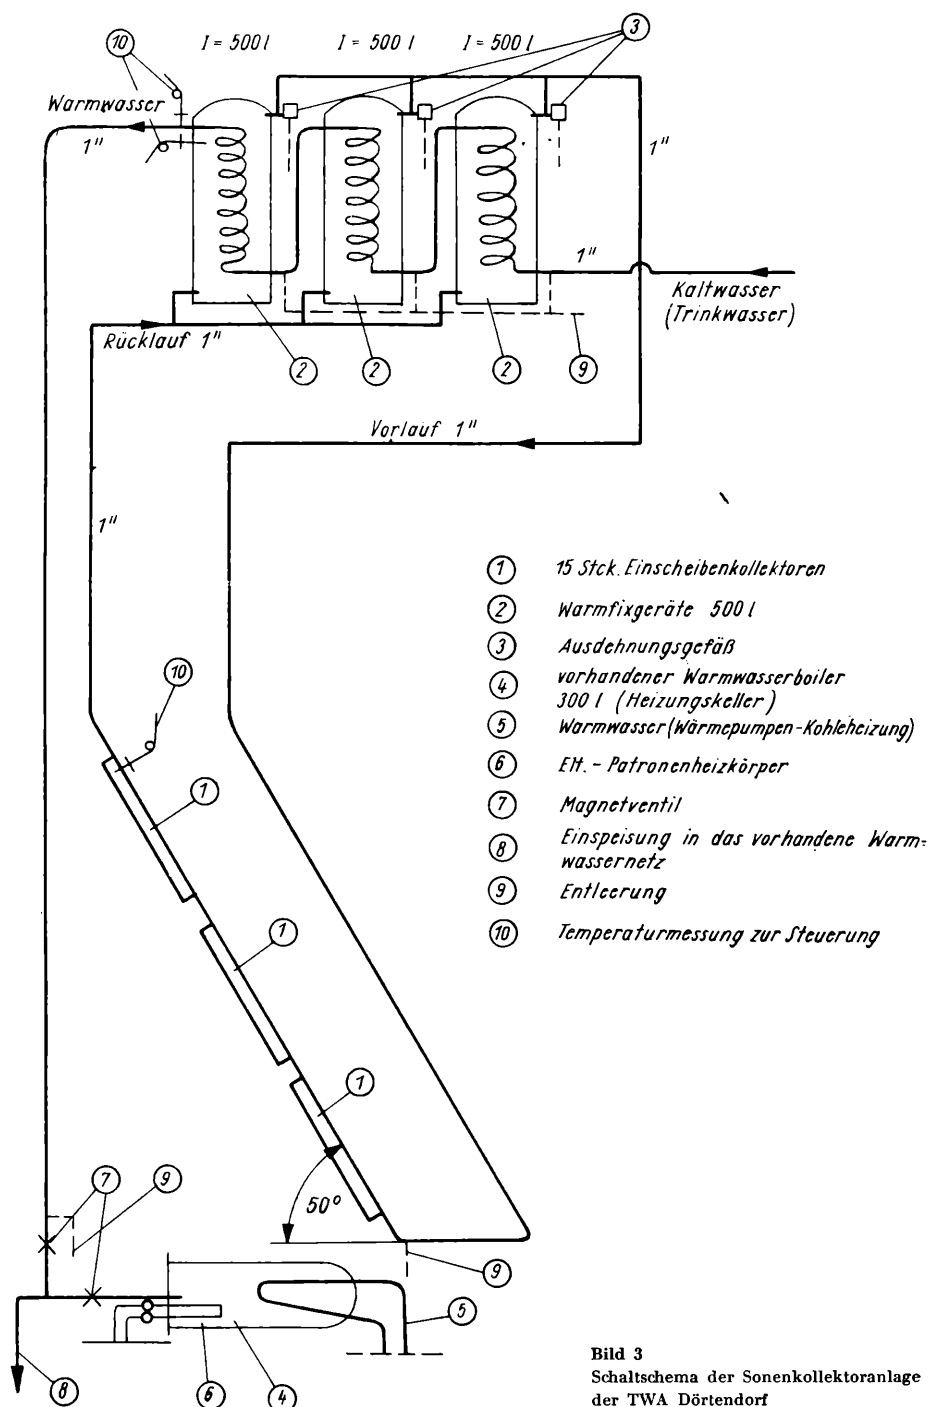 10
I = 500 l
I = 500 l
I = 500 l
3
Warmwasser
1"
1"
1"
Kaltwasser
(Trinkwasser)
Rücklauf 1"
2
2
2
9
Vorlauf 1"
1"
10
1
1
1
50°
7
9
9
5
8
6
4
1 15 Stck. Einscheibenkollektoren
2 Warmfixgeräte 500 l
3 Ausdehnungsgefäß
4 vorhandener Warmwasserboiler
300 l (Heizungskeller)
5 Warmwasser (Wärmepumpen-Kohleheizung)
6 Elt.-Patronenheizkörper
7 Magnetventil
8 Einspeisung in das vorhandene Warm-
wassernetz
9 Entleerung
10 Temperaturmessung zur Steuerung
Bild 3
Schaltschema der Sonenkollektoranlage
der TWA Dörtendorf